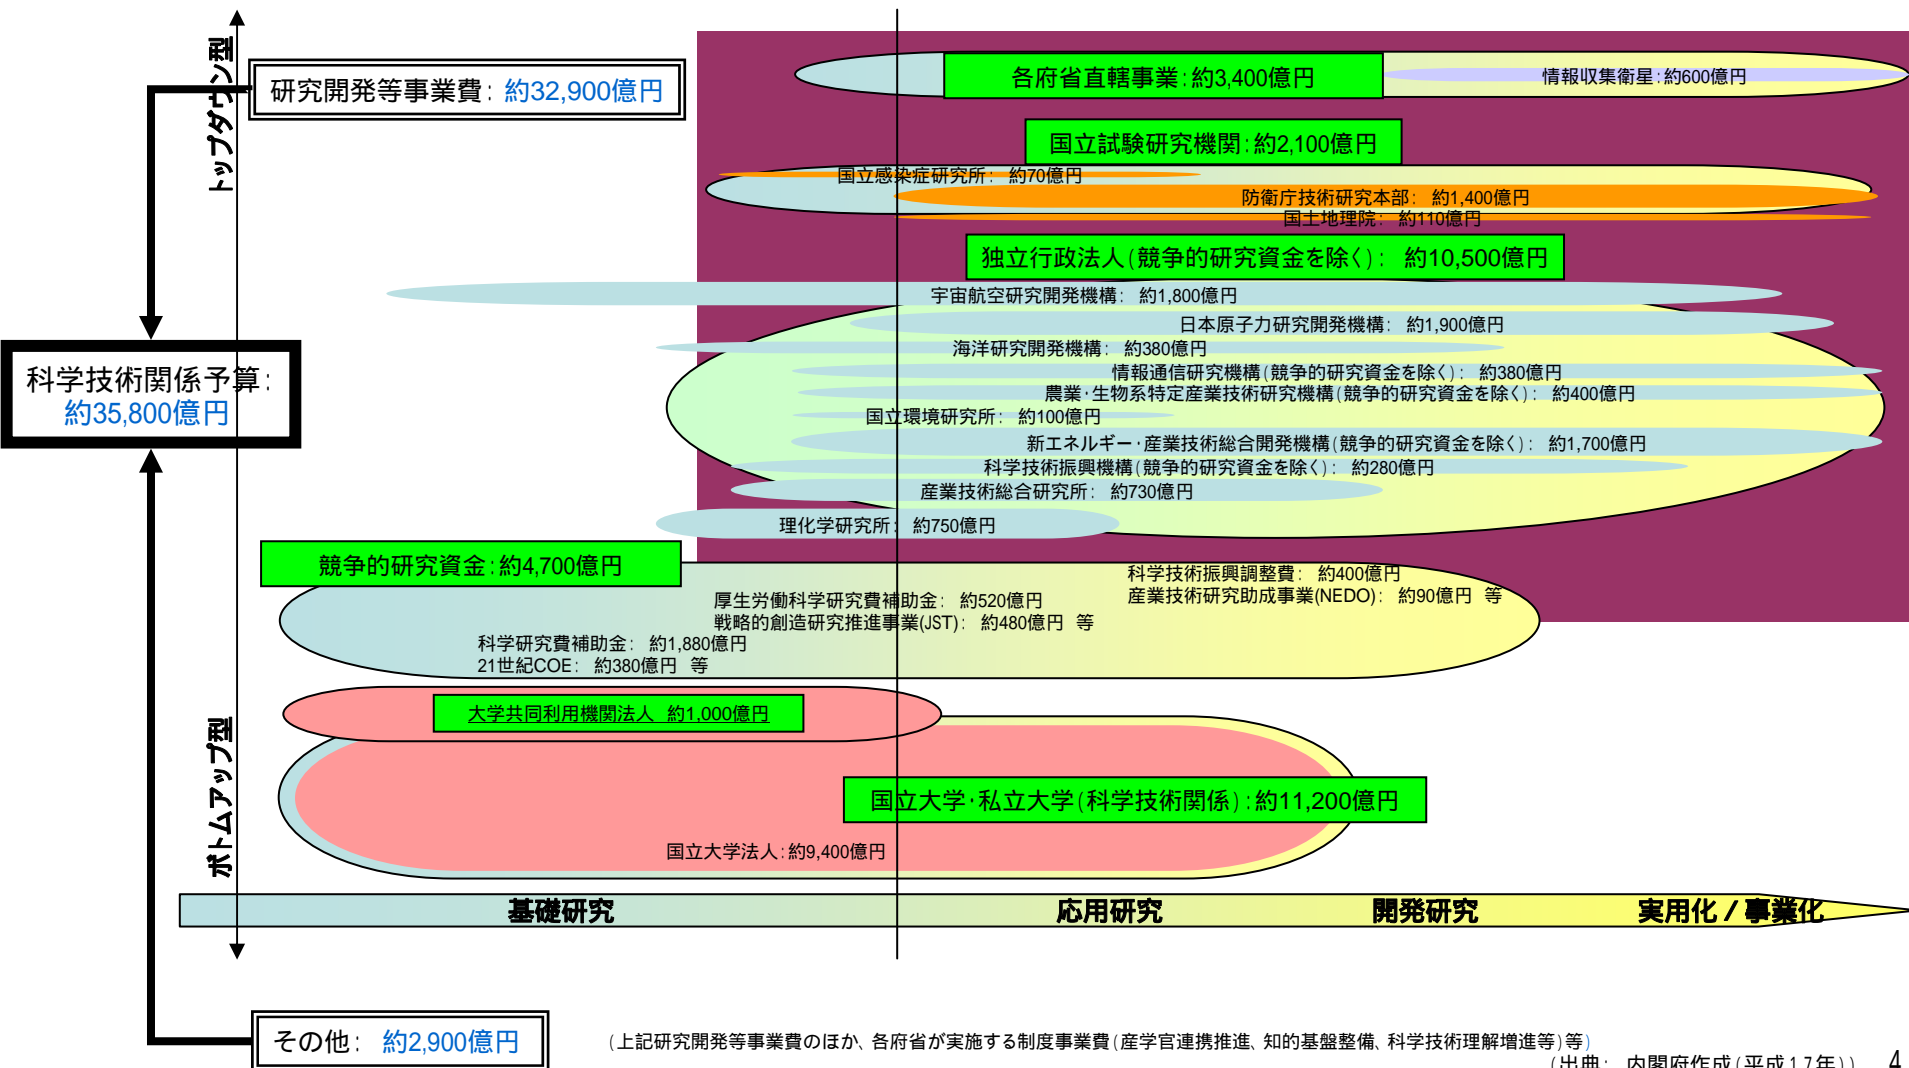 トップダウン型
研究開発等事業費： 約32,900億円
各府省直轄事業：約3,400億円
情報収集衛星：約600億円
国立試験研究機関：約2,100億円
国立感染症研究所： 約70億円
防衛庁技術研究本部： 約1,400億円
国土地理院： 約110億円
独立行政法人（競争的研究資金を除く）： 約10,500億円
宇宙航空研究開発機構： 約1,800億円
日本原子力研究開発機構： 約1,900億円
海洋研究開発機構： 約380億円
情報通信研究機構（競争的研究資金を除く）： 約380億円
農業・生物系特定産業技術研究機構（競争的研究資金を除く）： 約400億円
国立環境研究所： 約100億円
新エネルギー・産業技術総合開発機構（競争的研究資金を除く）： 約1,700億円
科学技術振興機構（競争的研究資金を除く）： 約280億円
産業技術総合研究所： 約730億円
理化学研究所： 約750億円
科学技術関係予算：
約35,800億円
競争的研究資金：約4,700億円
科学技術振興調整費： 約400億円
産業技術研究助成事業(NEDO)： 約90億円 等
厚生労働科学研究費補助金： 約520億円
戦略的創造研究推進事業(JST)： 約480億円 等
科学研究費補助金： 約1,880億円
21世紀COE： 約380億円 等
大学共同利用機関法人 約1,000億円
国立大学・私立大学（科学技術関係）：約11,200億円
国立大学法人：約9,400億円
ボトムアップ型
基礎研究 応用研究 開発研究 実用化／事業化
その他： 約2,900億円
（上記研究開発等事業費のほか、各府省が実施する制度事業費（産学官連携推進、知的基盤整備、科学技術理解増進等）等）
（出典： 内閣府作成（平成１７年）） 4